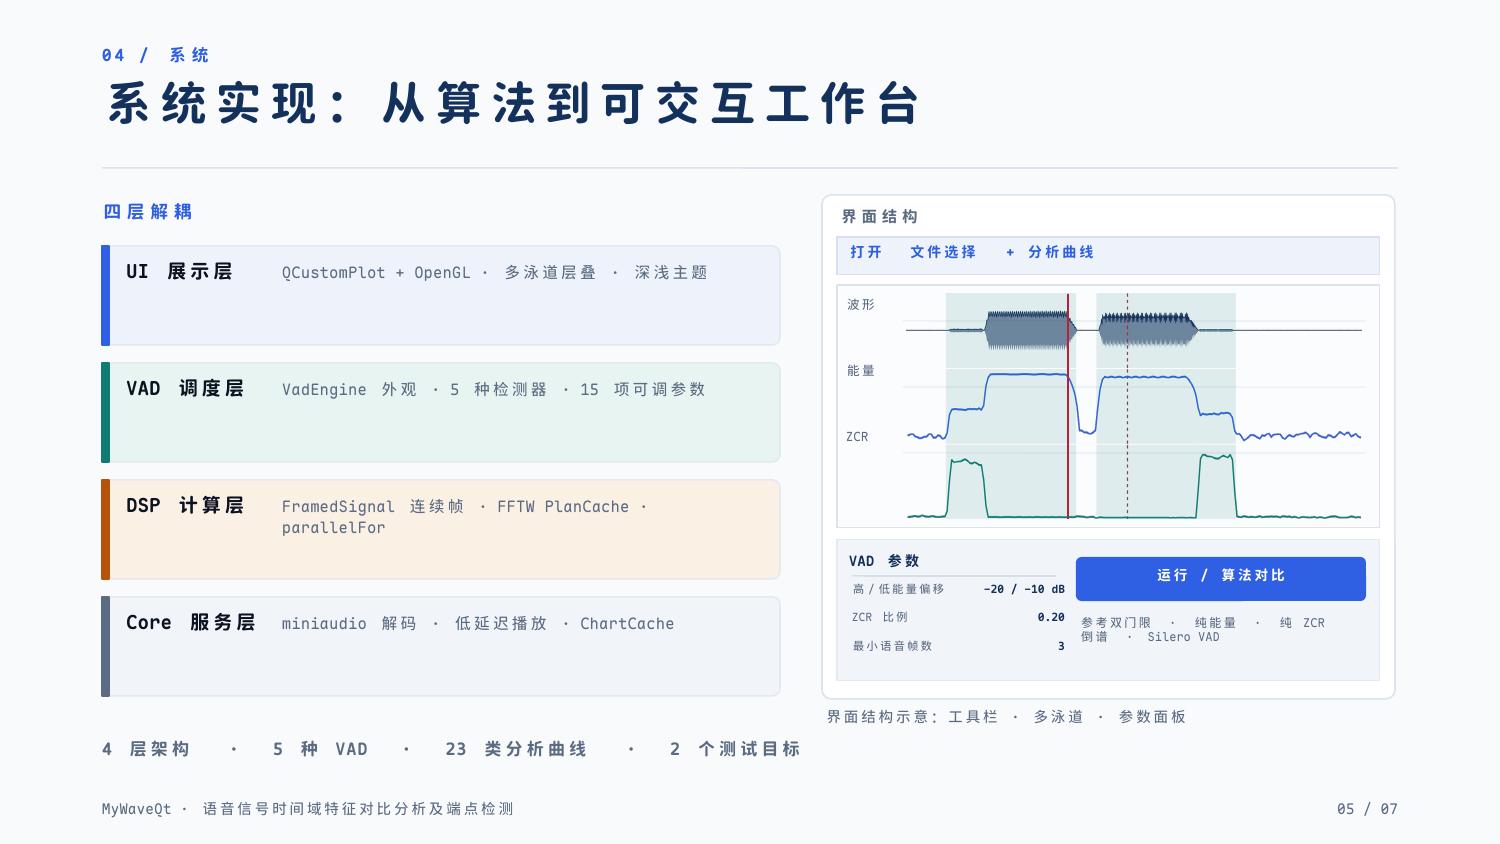 04 / 系统
系统实现：从算法到可交互工作台
四层解耦
UI 展示层
QCustomPlot + OpenGL · 多泳道层叠 · 深浅主题
VAD 调度层
VadEngine 外观 · 5 种检测器 · 15 项可调参数
DSP 计算层
FramedSignal 连续帧 · FFTW PlanCache ·
parallelFor
Core 服务层
miniaudio 解码 · 低延迟播放 · ChartCache
4 层架构 · 5 种 VAD · 23 类分析曲线 · 2 个测试目标
界面结构
打开 文件选择 + 分析曲线
波形
能量
ZCR
VAD 参数
高/低能量偏移 −20 / −10 dB
ZCR 比例 0.20
最小语音帧数 3
运行 / 算法对比
参考双门限 · 纯能量 · 纯 ZCR
倒谱 · Silero VAD
界面结构示意：工具栏 · 多泳道 · 参数面板
MyWaveQt · 语音信号时间域特征对比分析及端点检测
05 / 07